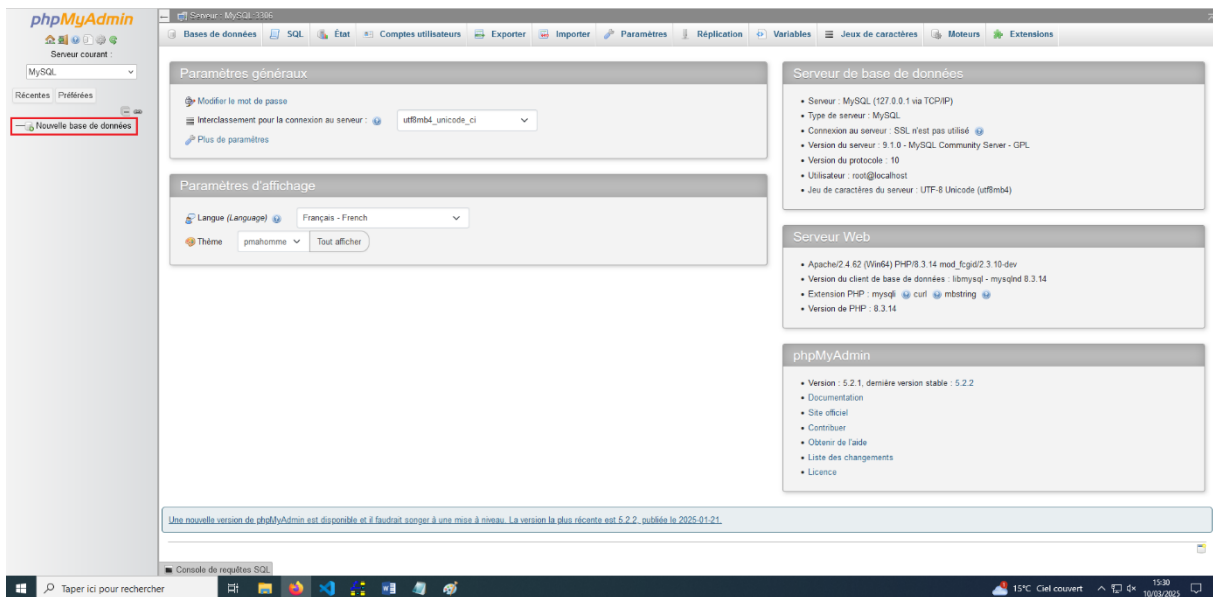 phpMyAdmin
Serveur courant :
MySQL
Récentes Préférées
Nouvelle base de données
Serveur : MySQL:3306
Bases de données SQL État Comptes utilisateurs Exporter Importer Paramètres Réplication Variables Jeux de caractères Moteurs Extensions
Paramètres généraux
Modifier le mot de passe
Interclassement pour la connexion au serveur : utf8mb4_unicode_ci
Plus de paramètres
Paramètres d'affichage
Langue (Language) Français - French
Thème pmahomme Tout afficher
Serveur de base de données
• Serveur : MySQL (127.0.0.1 via TCP/IP)
• Type de serveur : MySQL
• Connexion au serveur : SSL n'est pas utilisé
• Version du serveur : 9.1.0 - MySQL Community Server - GPL
• Version du protocole : 10
• Utilisateur : root@localhost
• Jeu de caractères du serveur : UTF-8 Unicode (utf8mb4)
Serveur Web
• Apache/2.4.62 (Win64) PHP/8.3.14 mod_fcgid/2.3.10-dev
• Version du client de base de données : libmysql - mysqlnd 8.3.14
• Extension PHP : mysqli curl mbstring
• Version de PHP : 8.3.14
phpMyAdmin
• Version : 5.2.1, dernière version stable : 5.2.2
• Documentation
• Site officiel
• Contribuer
• Obtenir de l'aide
• Liste des changements
• Licence
Une nouvelle version de phpMyAdmin est disponible et il faudrait songer à une mise à niveau. La version la plus récente est 5.2.2, publiée le 2025-01-21.
Console de requêtes SQL
Taper ici pour rechercher
15°C Ciel couvert
15:30
10/03/2025